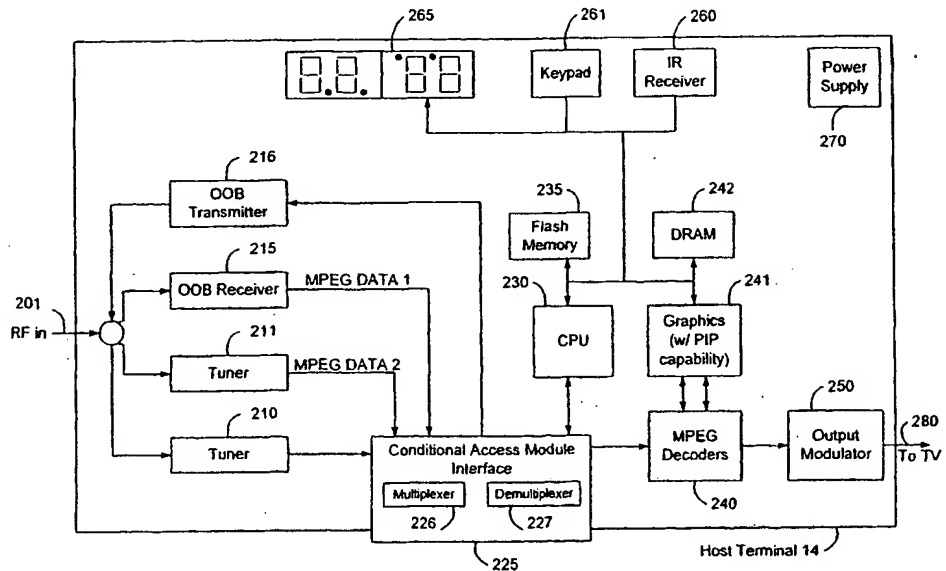 265
261
260
Keypad
IR
Receiver
Power
Supply
270
216
OOB
Transmitter
235
Flash
Memory
242
DRAM
215
OOB Receiver
MPEG DATA 1
201
RF in
230
CPU
241
Graphics
(w/ PIP
capability)
211
Tuner
MPEG DATA 2
210
Tuner
250
Output
Modulator
280
To TV
MPEG
Decoders
240
Conditional Access Module
Interface
Multiplexer
Demultiplexer
226
227
225
Host Terminal 14